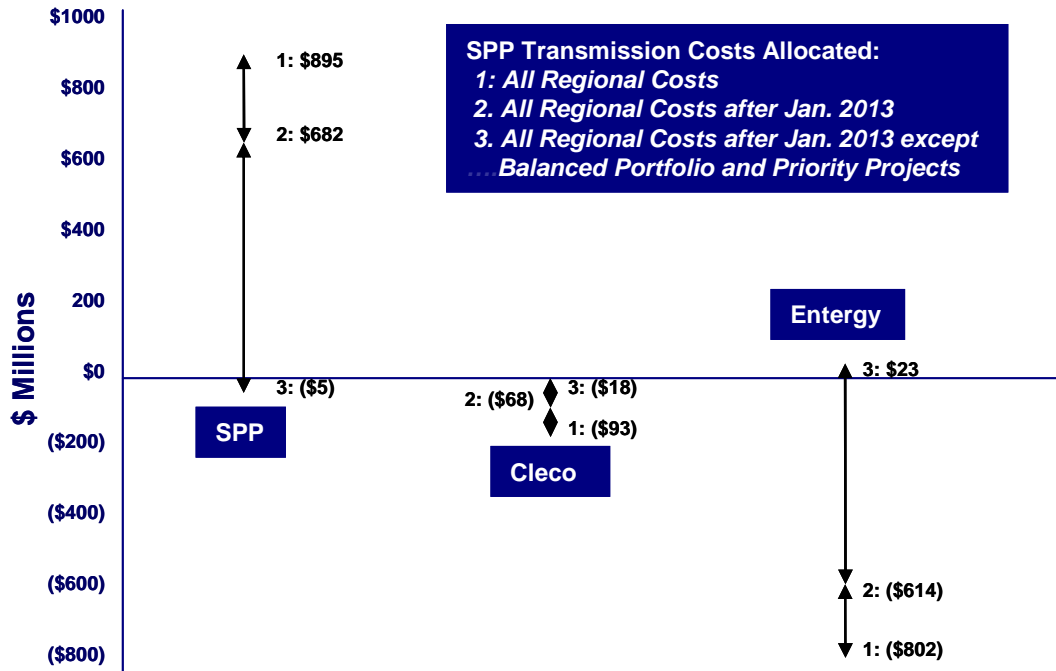 $1000
$800
$600
$400
200
$0
($200)
($400)
($600)
($800)
$ Millions
SPP Transmission Costs Allocated:
1: All Regional Costs
2. All Regional Costs after Jan. 2013
3. All Regional Costs after Jan. 2013 except
....Balanced Portfolio and Priority Projects
1: $895
2: $682
3: ($5)
SPP
3: ($18)
2: ($68)
1: ($93)
Cleco
Entergy
3: $23
2: ($614)
1: ($802)